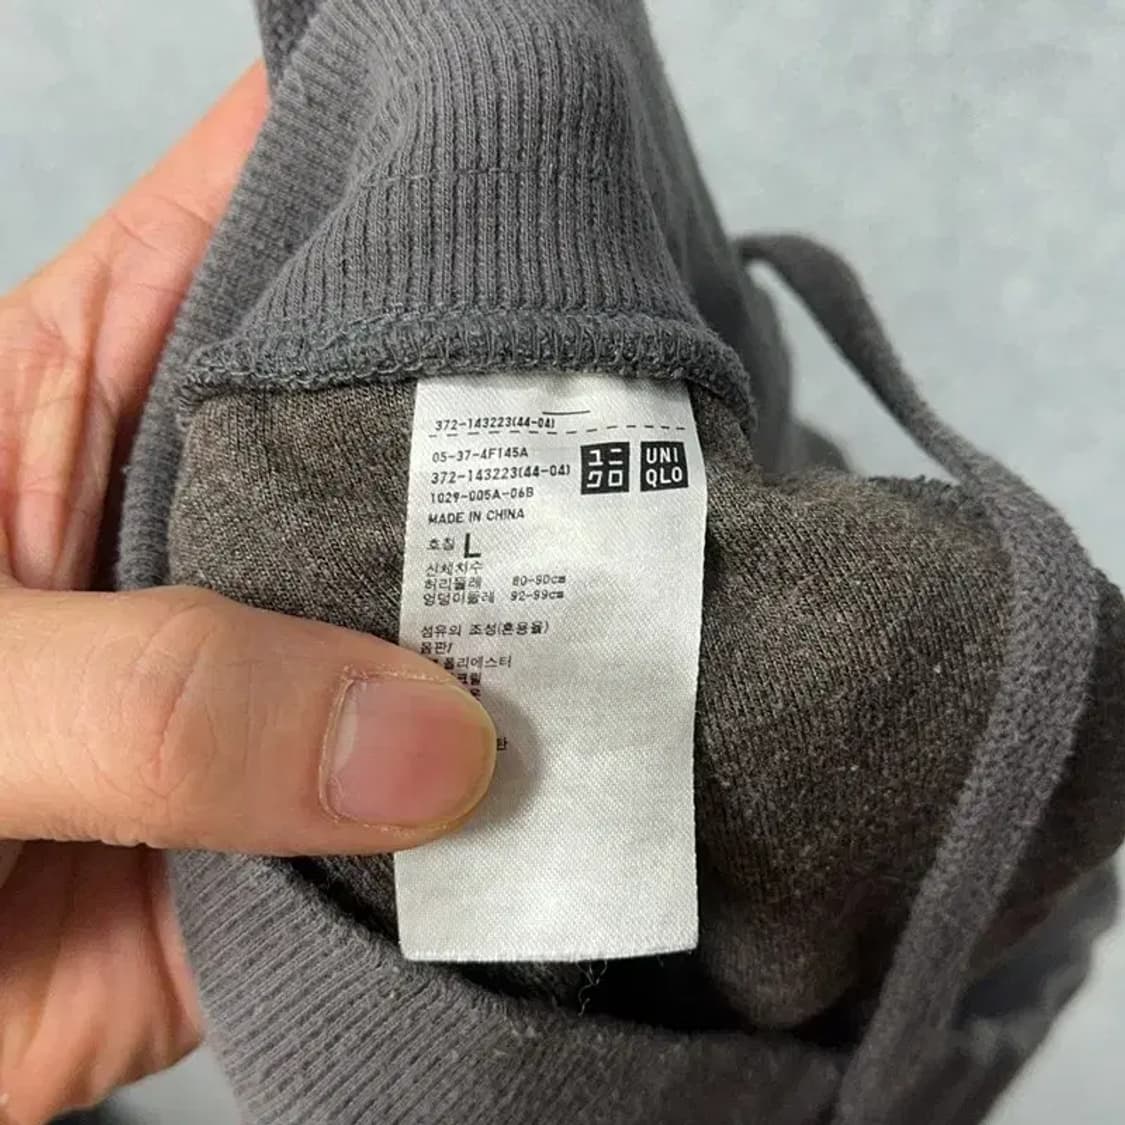 372-143223(44-04)
05-37-4F145A
372-143223(44-04)
1029-005A-06B
MADE IN CHINA
ユニ
クロ
UNI
QLO
호칭 L
신체치수
허리둘레 80-90cm
엉덩이둘레 92-99cm
섬유의 조성(혼용율)
몸판/
폴리에스터